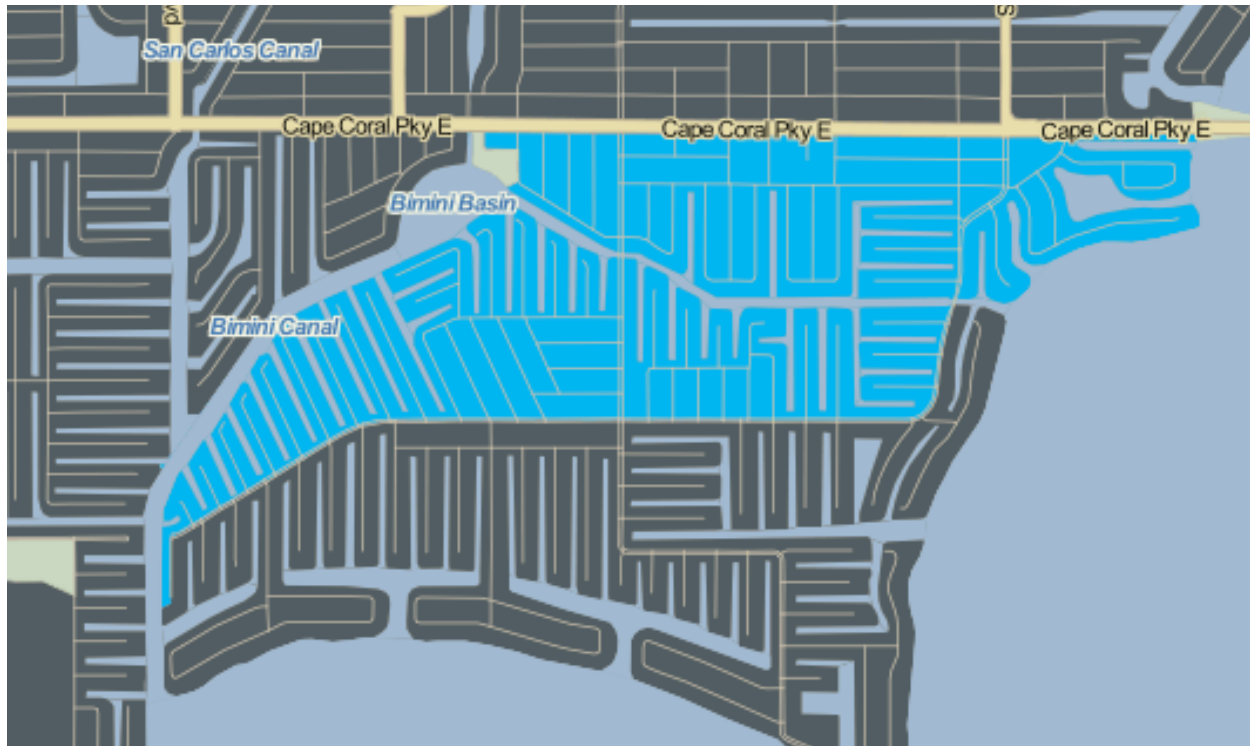 San Carlos Canal
Cape Coral Pky E
Cape Coral Pky E
Cape Coral Pky E
Bimini Basin
Bimini Canal